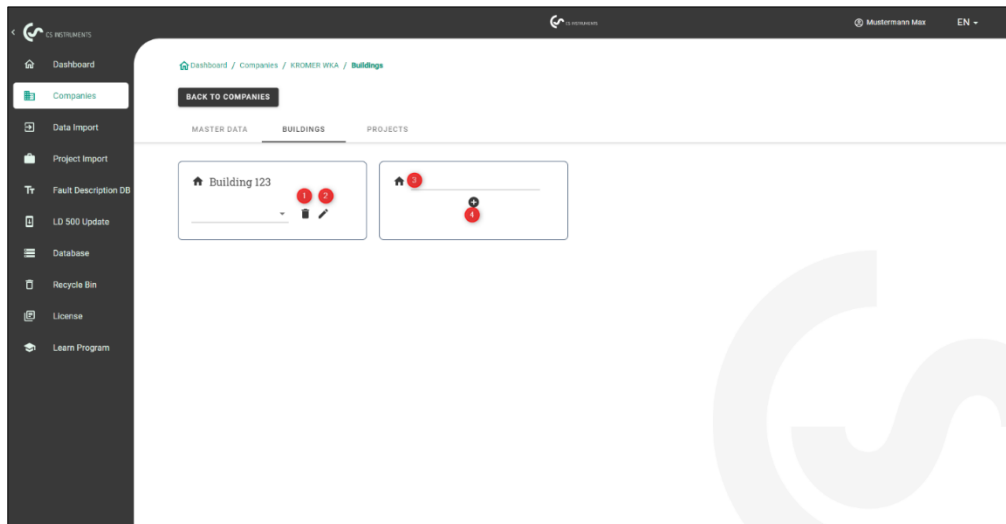 CS INSTRUMENTS
CS INSTRUMENTS
Mustermann Max
EN
Dashboard
Companies
Data Import
Project Import
Fault Description DB
LD 500 Update
Database
Recycle Bin
License
Learn Program
Dashboard / Companies / KROMER WKA / Buildings
BACK TO COMPANIES
MASTER DATA BUILDINGS PROJECTS
Building 123
1 2
3
4